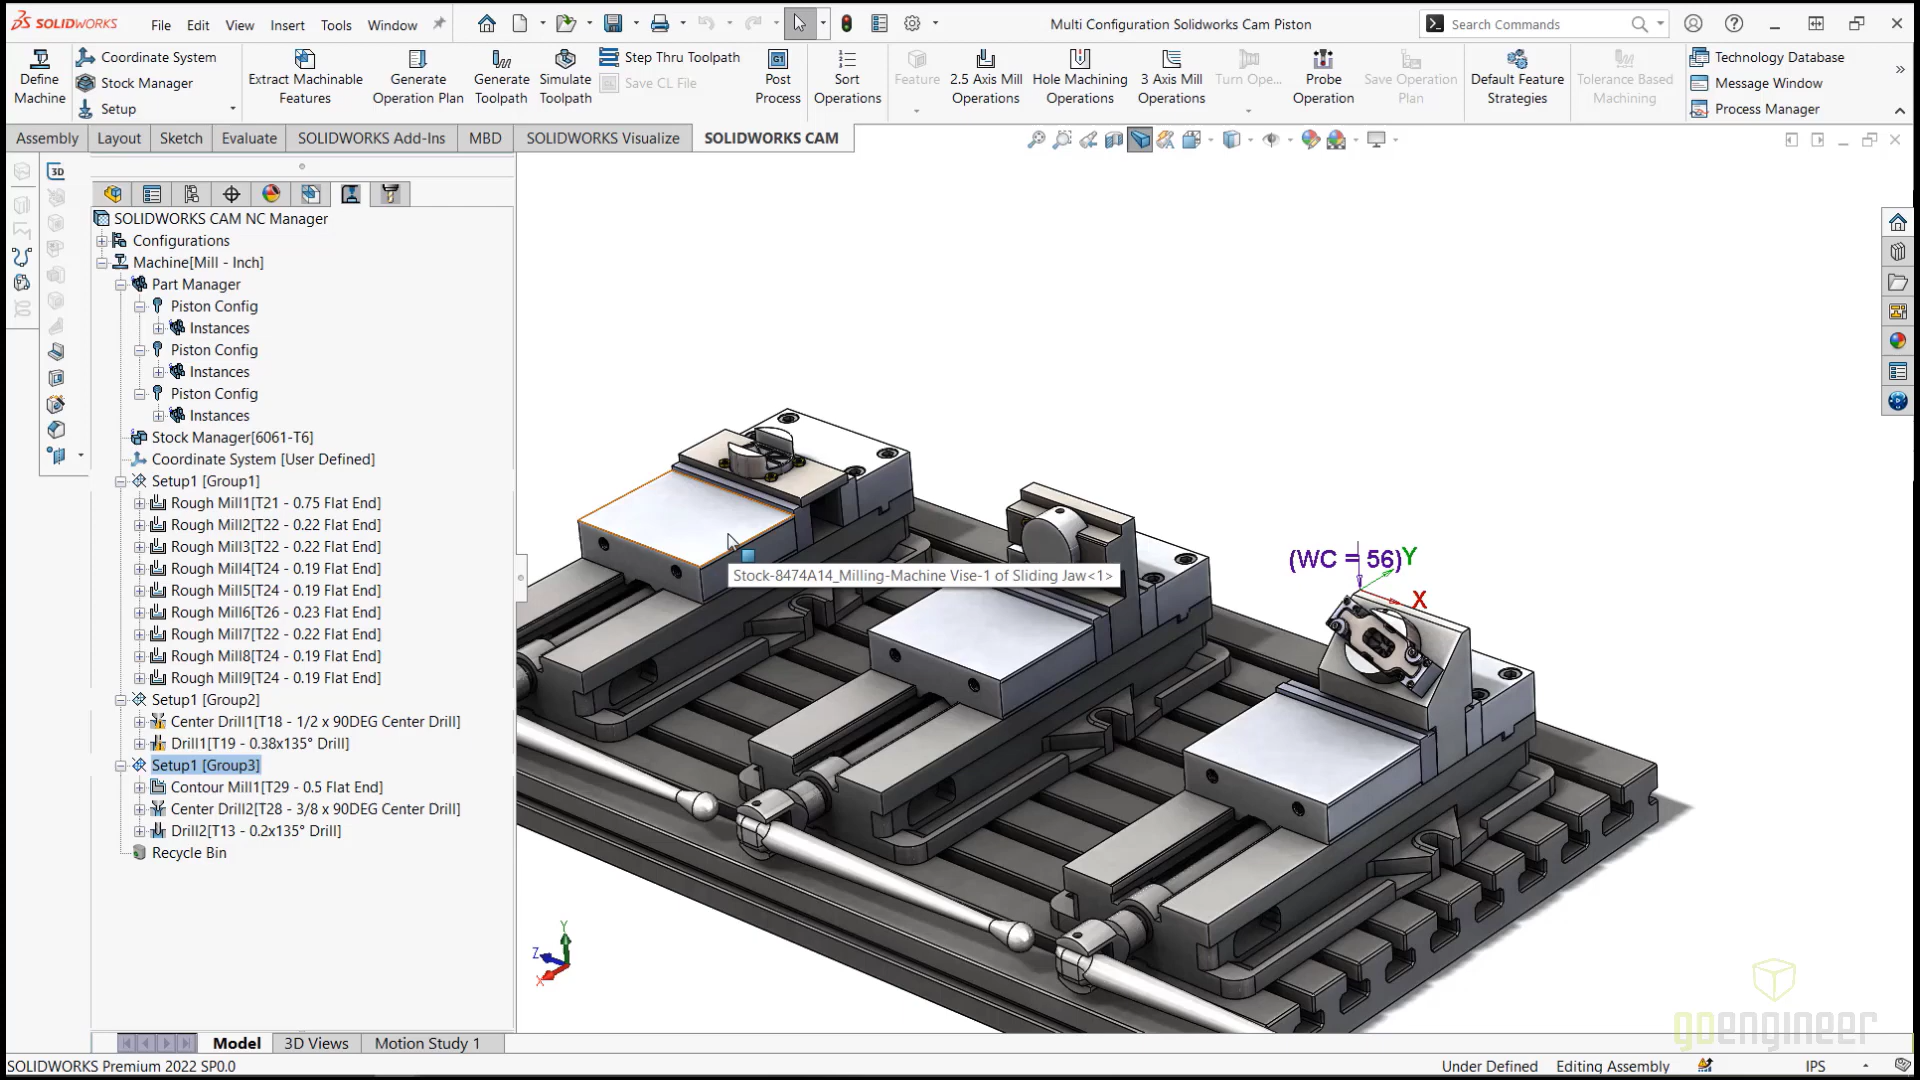 SOLIDWORKS File Edit View Insert Tools Window Multi Configuration Solidworks Cam Piston Search Commands
Define Machine
Coordinate System
Stock Manager
Setup
Extract Machinable Features
Generate Operation Plan
Generate Toolpath
Simulate Toolpath
Step Thru Toolpath
Save CL File
G1
Post Process
Sort Operations
Feature
2.5 Axis Mill Operations
Hole Machining Operations
3 Axis Mill Operations
Turn Ope...
Probe Operation
Save Operation Plan
Default Feature Strategies
Tolerance Based Machining
Technology Database
Message Window
Process Manager
Assembly Layout Sketch Evaluate SOLIDWORKS Add-Ins MBD SOLIDWORKS Visualize SOLIDWORKS CAM
3D
SOLIDWORKS CAM NC Manager
Configurations
Machine[Mill - Inch]
Part Manager
Piston Config
Instances
Piston Config
Instances
Piston Config
Instances
Stock Manager[6061-T6]
Coordinate System [User Defined]
Setup1 [Group1]
Rough Mill1[T21 - 0.75 Flat End]
Rough Mill2[T22 - 0.22 Flat End]
Rough Mill3[T22 - 0.22 Flat End]
Rough Mill4[T24 - 0.19 Flat End]
Rough Mill5[T24 - 0.19 Flat End]
Rough Mill6[T26 - 0.23 Flat End]
Rough Mill7[T22 - 0.22 Flat End]
Rough Mill8[T24 - 0.19 Flat End]
Rough Mill9[T24 - 0.19 Flat End]
Setup1 [Group2]
Center Drill1[T18 - 1/2 x 90DEG Center Drill]
Drill1[T19 - 0.38x135° Drill]
Setup1 [Group3]
Contour Mill1[T29 - 0.5 Flat End]
Center Drill2[T28 - 3/8 x 90DEG Center Drill]
Drill2[T13 - 0.2x135° Drill]
Recycle Bin
(WC = 56)
Y
X
Stock-8474A14_Milling-Machine Vise-1 of Sliding Jaw<1>
Y
Z
X
goengineer
Model 3D Views Motion Study 1
SOLIDWORKS Premium 2022 SP0.0 Under Defined Editing Assembly IPS